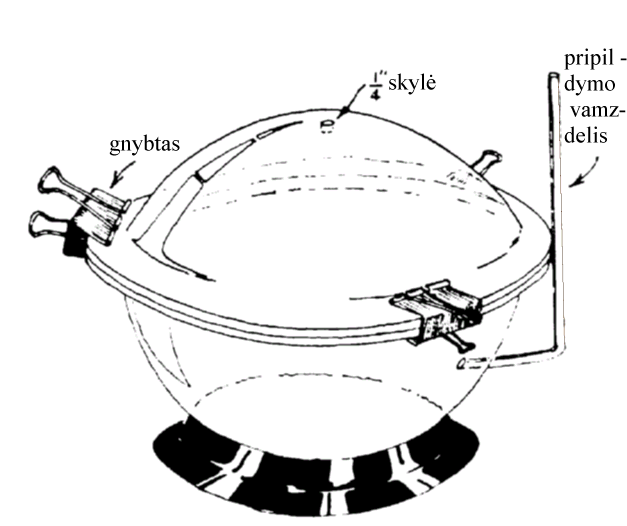 pripil -
dymo
vamz-
delis
1/4" skylė
gnybtas